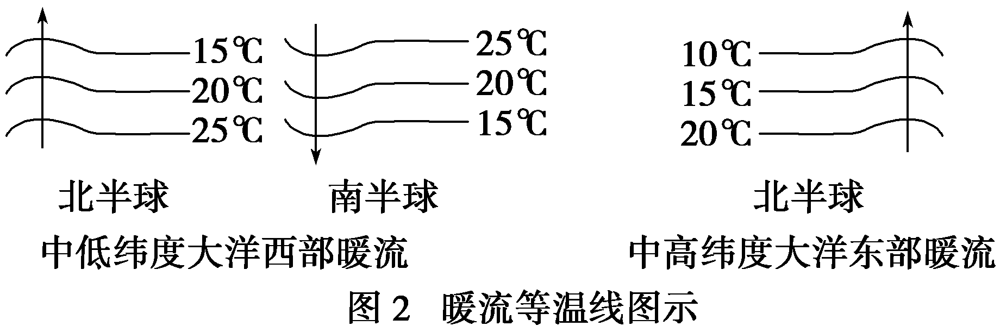 15℃ 25℃ 10℃
20℃ 20℃ 15℃
25℃ 15℃ 20℃
北半球 南半球 北半球
中低纬度大洋西部暖流 中高纬度大洋东部暖流
图 2 暖流等温线图示